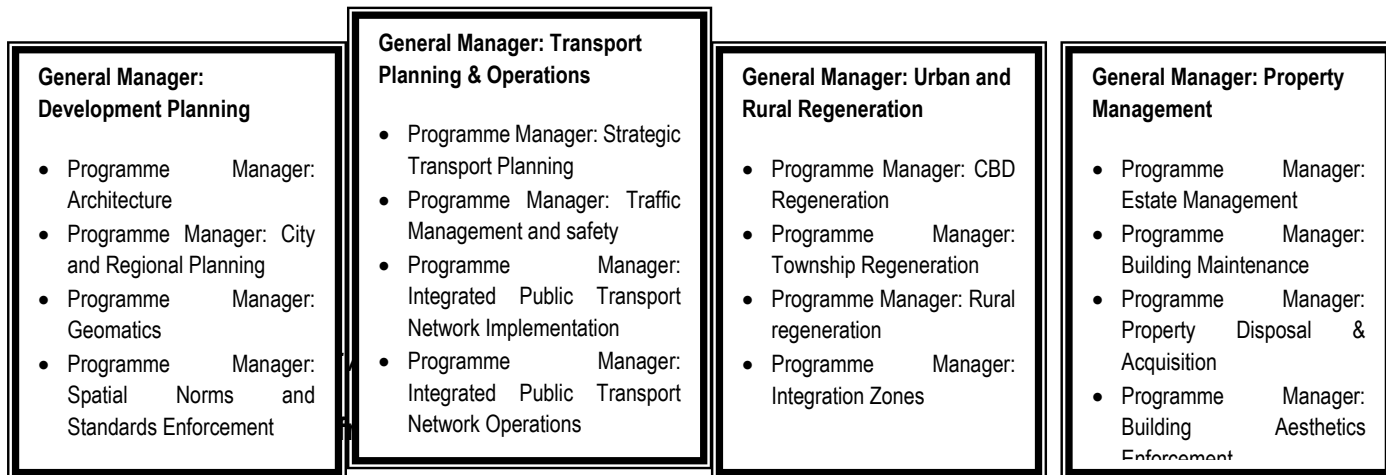 General Manager:
Development Planning
• Programme Manager:
Architecture
• Programme Manager: City
and Regional Planning
• Programme Manager:
Geomatics
• Programme Manager:
Spatial Norms and
Standards Enforcement
General Manager: Transport
Planning & Operations
• Programme Manager: Strategic
Transport Planning
• Programme Manager: Traffic
Management and safety
• Programme Manager:
Integrated Public Transport
Network Implementation
• Programme Manager:
Integrated Public Transport
Network Operations
General Manager: Urban and
Rural Regeneration
• Programme Manager: CBD
Regeneration
• Programme Manager:
Township Regeneration
• Programme Manager: Rural
regeneration
• Programme Manager:
Integration Zones
General Manager: Property
Management
• Programme Manager:
Estate Management
• Programme Manager:
Building Maintenance
• Programme Manager:
Property Disposal &
Acquisition
• Programme Manager:
Building Aesthetics
Enforcement